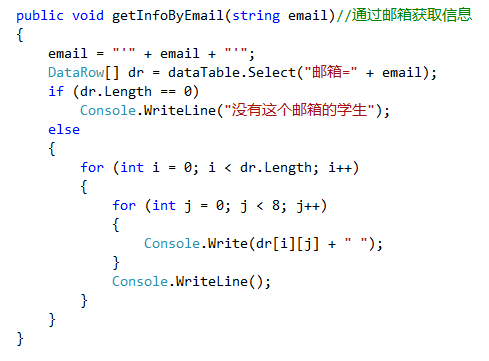 public void getInfoByEmail(string email)//通过邮箱获取信息
{
    email = "'" + email + "'";
    DataRow[] dr = dataTable.Select("邮箱=" + email);
    if (dr.Length == 0)
        Console.WriteLine("没有这个邮箱的学生");
    else
    {
        for (int i = 0; i < dr.Length; i++)
        {
            for (int j = 0; j < 8; j++)
            {
                Console.Write(dr[i][j] + " ");
            }
            Console.WriteLine();
        }
    }
}